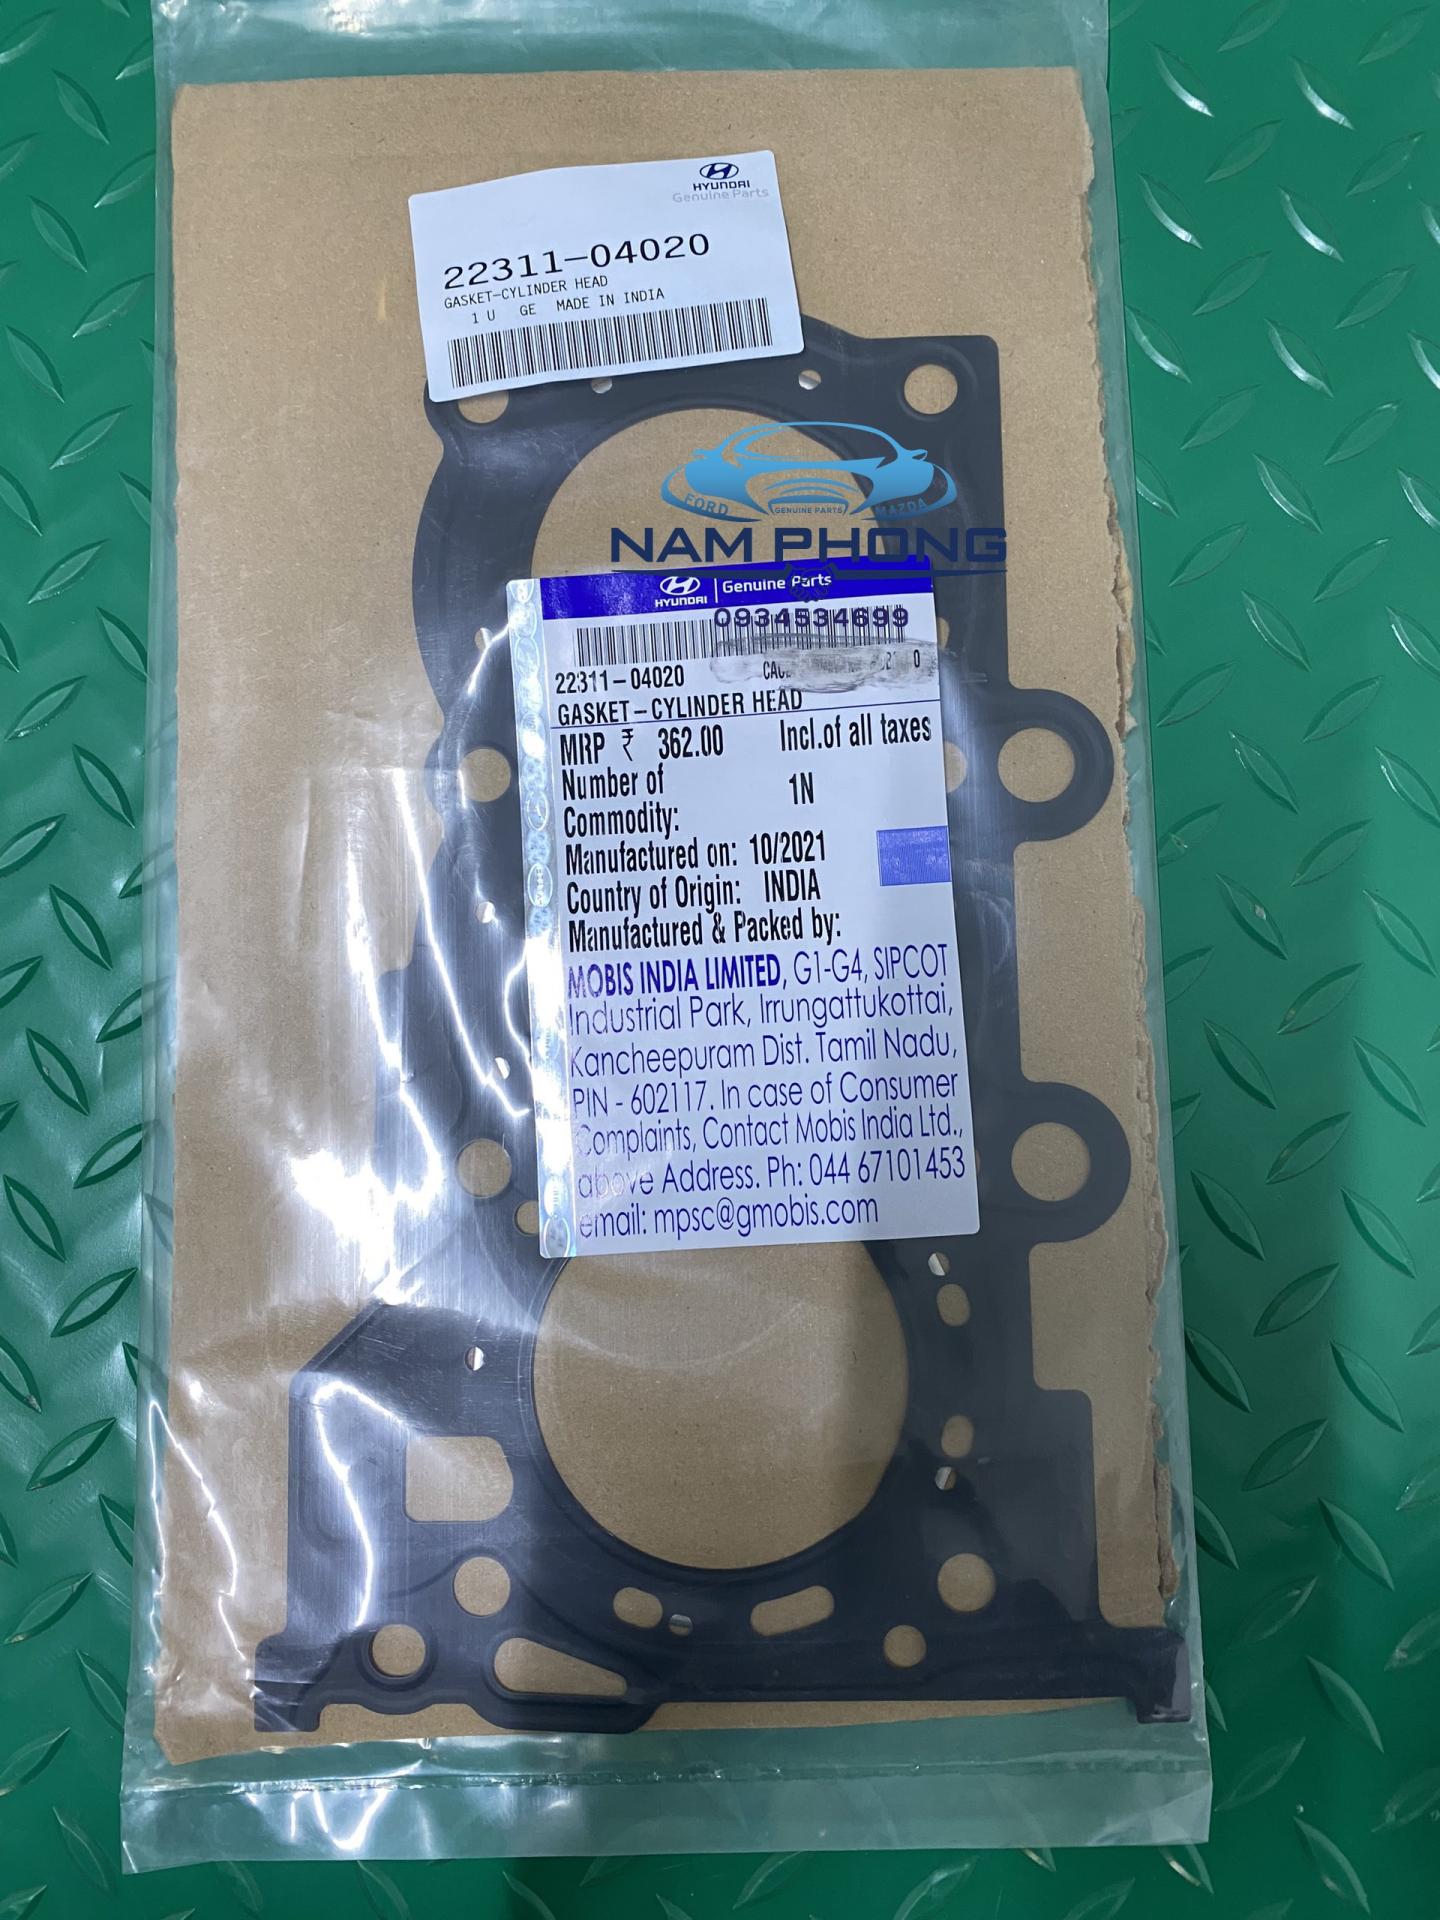 HYUNDAI
Genuine Parts
22311-04020
GASKET-CYLINDER HEAD
1 U GE MADE IN INDIA
FORD GENUINE PARTS MAZDA
NAM PHONG
HYUNDAI | Genuine Parts
0934534699
22311-04020
GASKET-CYLINDER HEAD
MRP ₹ 362.00 Incl.of all taxes
Number of
Commodity: 1N
Manufactured on: 10/2021
Country of Origin: INDIA
Manufactured & Packed by:
MOBIS INDIA LIMITED, G1-G4, SIPCOT
Industrial Park, Irrungattukottai,
Kancheepuram Dist. Tamil Nadu,
PIN - 602117. In case of Consumer
Complaints, Contact Mobis India Ltd.,
above Address. Ph: 044 67101453
email: mpsc@gmobis.com